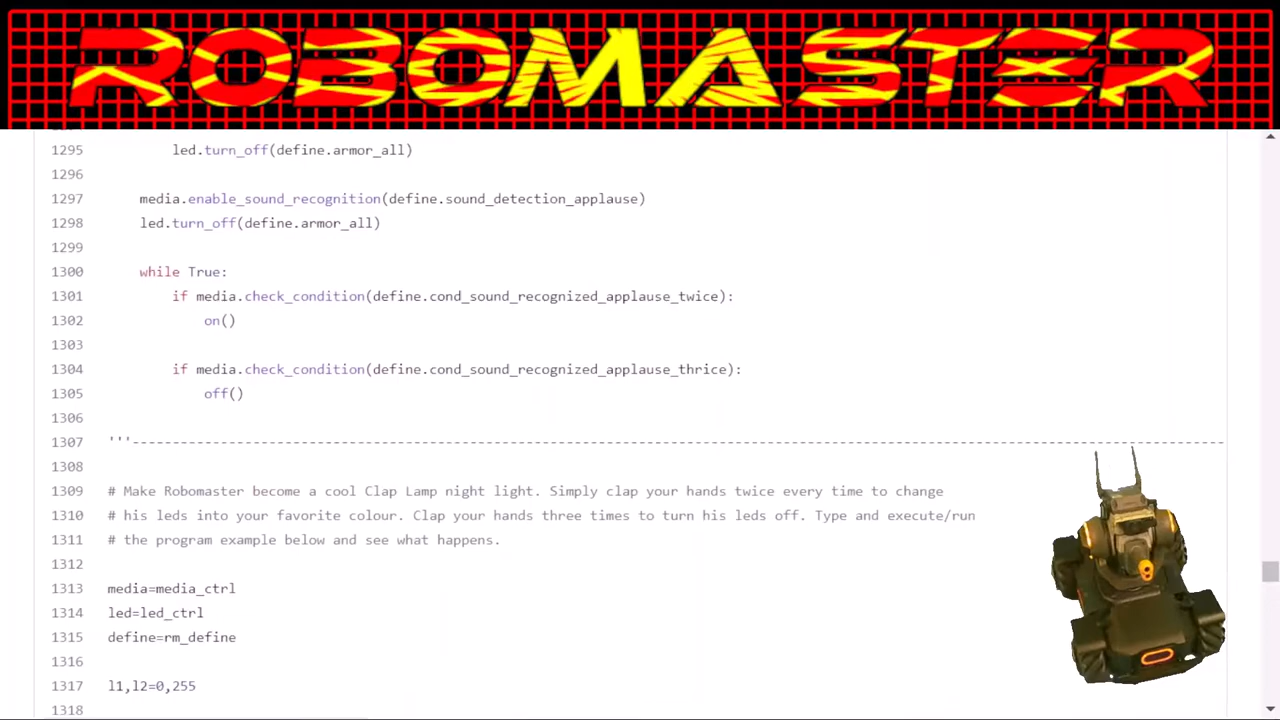 ROBOMASTER
1295 led.turn_off(define.armor_all)
1296
1297 media.enable_sound_recognition(define.sound_detection_applause)
1298 led.turn_off(define.armor_all)
1299
1300 while True:
1301 if media.check_condition(define.cond_sound_recognized_applause_twice):
1302 on()
1303
1304 if media.check_condition(define.cond_sound_recognized_applause_thrice):
1305 off()
1306
1307 '''----------------------------------------------------------------------------------------------------------------------------------------
1308
1309 # Make Robomaster become a cool Clap Lamp night light. Simply clap your hands twice every time to change
1310 # his leds into your favorite colour. Clap your hands three times to turn his leds off. Type and execute/run
1311 # the program example below and see what happens.
1312
1313 media=media_ctrl
1314 led=led_ctrl
1315 define=rm_define
1316
1317 l1,l2=0,255
1318